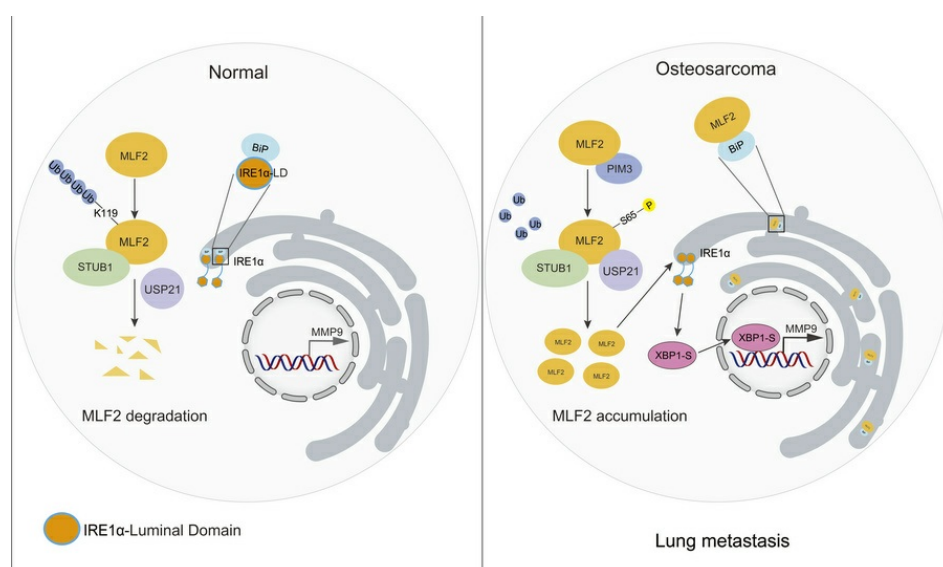 Normal
MLF2
BiP
IRE1α-LD
Ub
Ub
Ub
Ub
K119
MLF2
STUB1
USP21
IRE1α
MMP9
MLF2 degradation
IRE1α-Luminal Domain
Osteosarcoma
MLF2
BiP
MLF2
PIM3
Ub
Ub
Ub
Ub
S65
P
MLF2
STUB1
USP21
IRE1α
MLF2
MLF2
MLF2
MLF2
XBP1-S
XBP1-S
MMP9
MLF2 accumulation
Lung metastasis